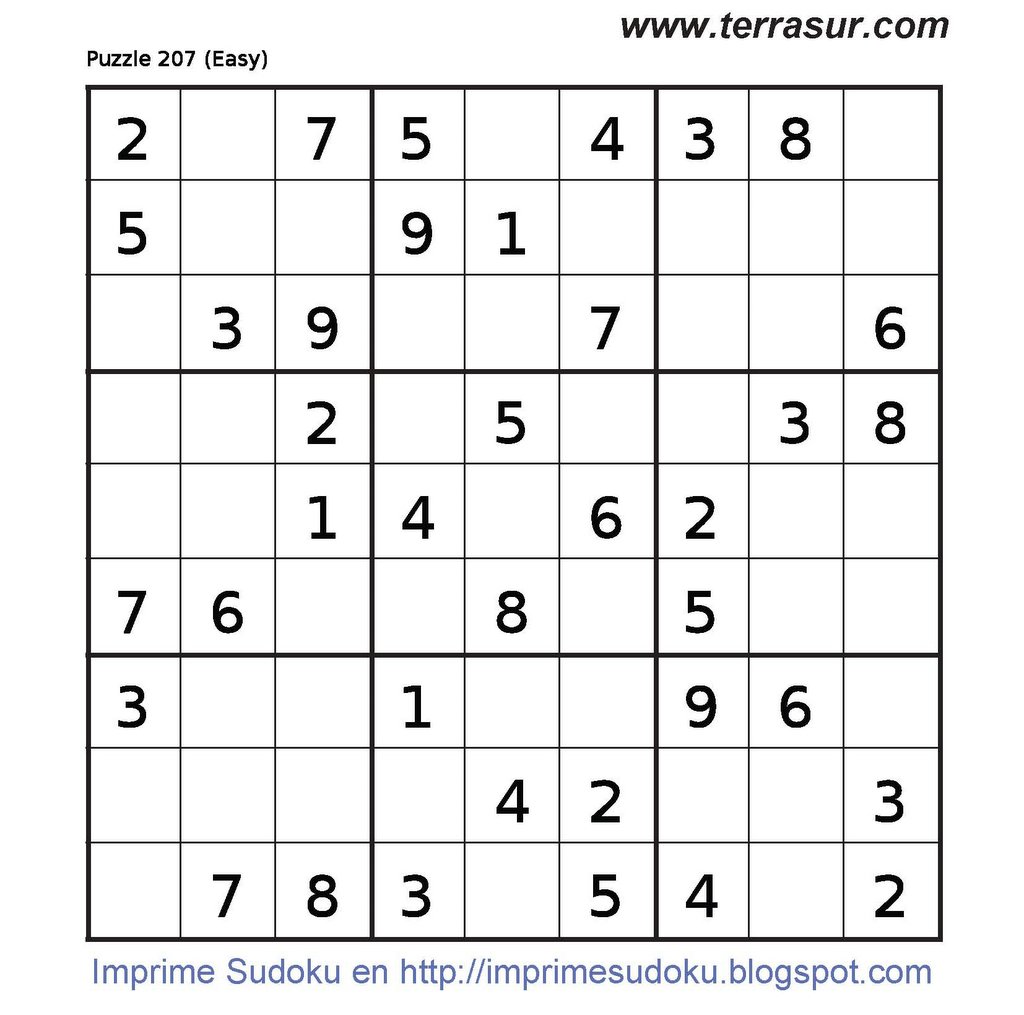 www.terrasur.com
Puzzle 207 (Easy)
2 7 5 4 3 8
5 9 1
3 9 7 6
2 5 3 8
1 4 6 2
7 6 8 5
3 1 9 6
4 2 3
7 8 3 5 4 2
Imprime Sudoku en http://imprimesudoku.blogspot.com